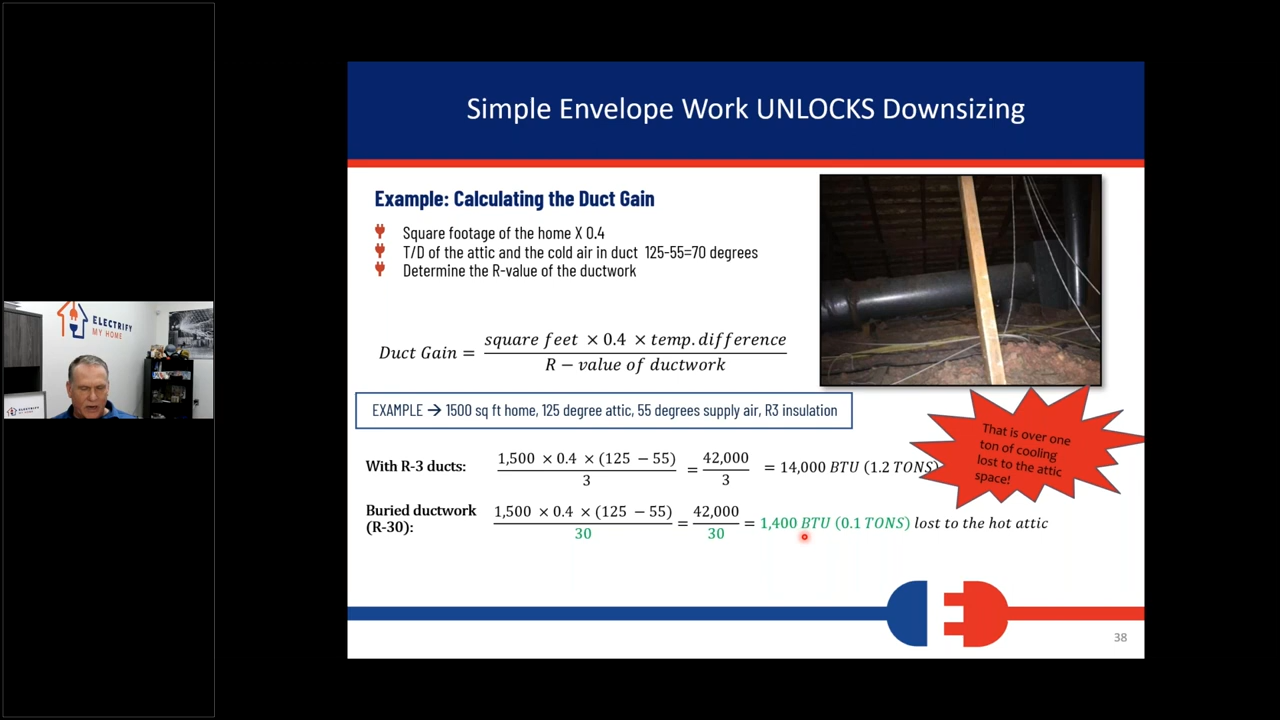 Simple Envelope Work UNLOCKS Downsizing
Example: Calculating the Duct Gain
Square footage of the home X 0.4
T/D of the attic and the cold air in duct 125-55=70 degrees
Determine the R-value of the ductwork
Duct Gain = square feet × 0.4 × temp. difference
R − value of ductwork
EXAMPLE → 1500 sq ft home, 125 degree attic, 55 degrees supply air, R3 insulation
That is over one
ton of cooling
lost to the attic
space!
With R-3 ducts: 1,500 × 0.4 × (125 − 55) / 3 = 42,000 / 3 = 14,000 BTU (1.2 TONS)
Buried ductwork
(R-30): 1,500 × 0.4 × (125 − 55) / 30 = 42,000 / 30 = 1,400 BTU (0.1 TONS) lost to the hot attic
38
ELECTRIFY
MY HOME